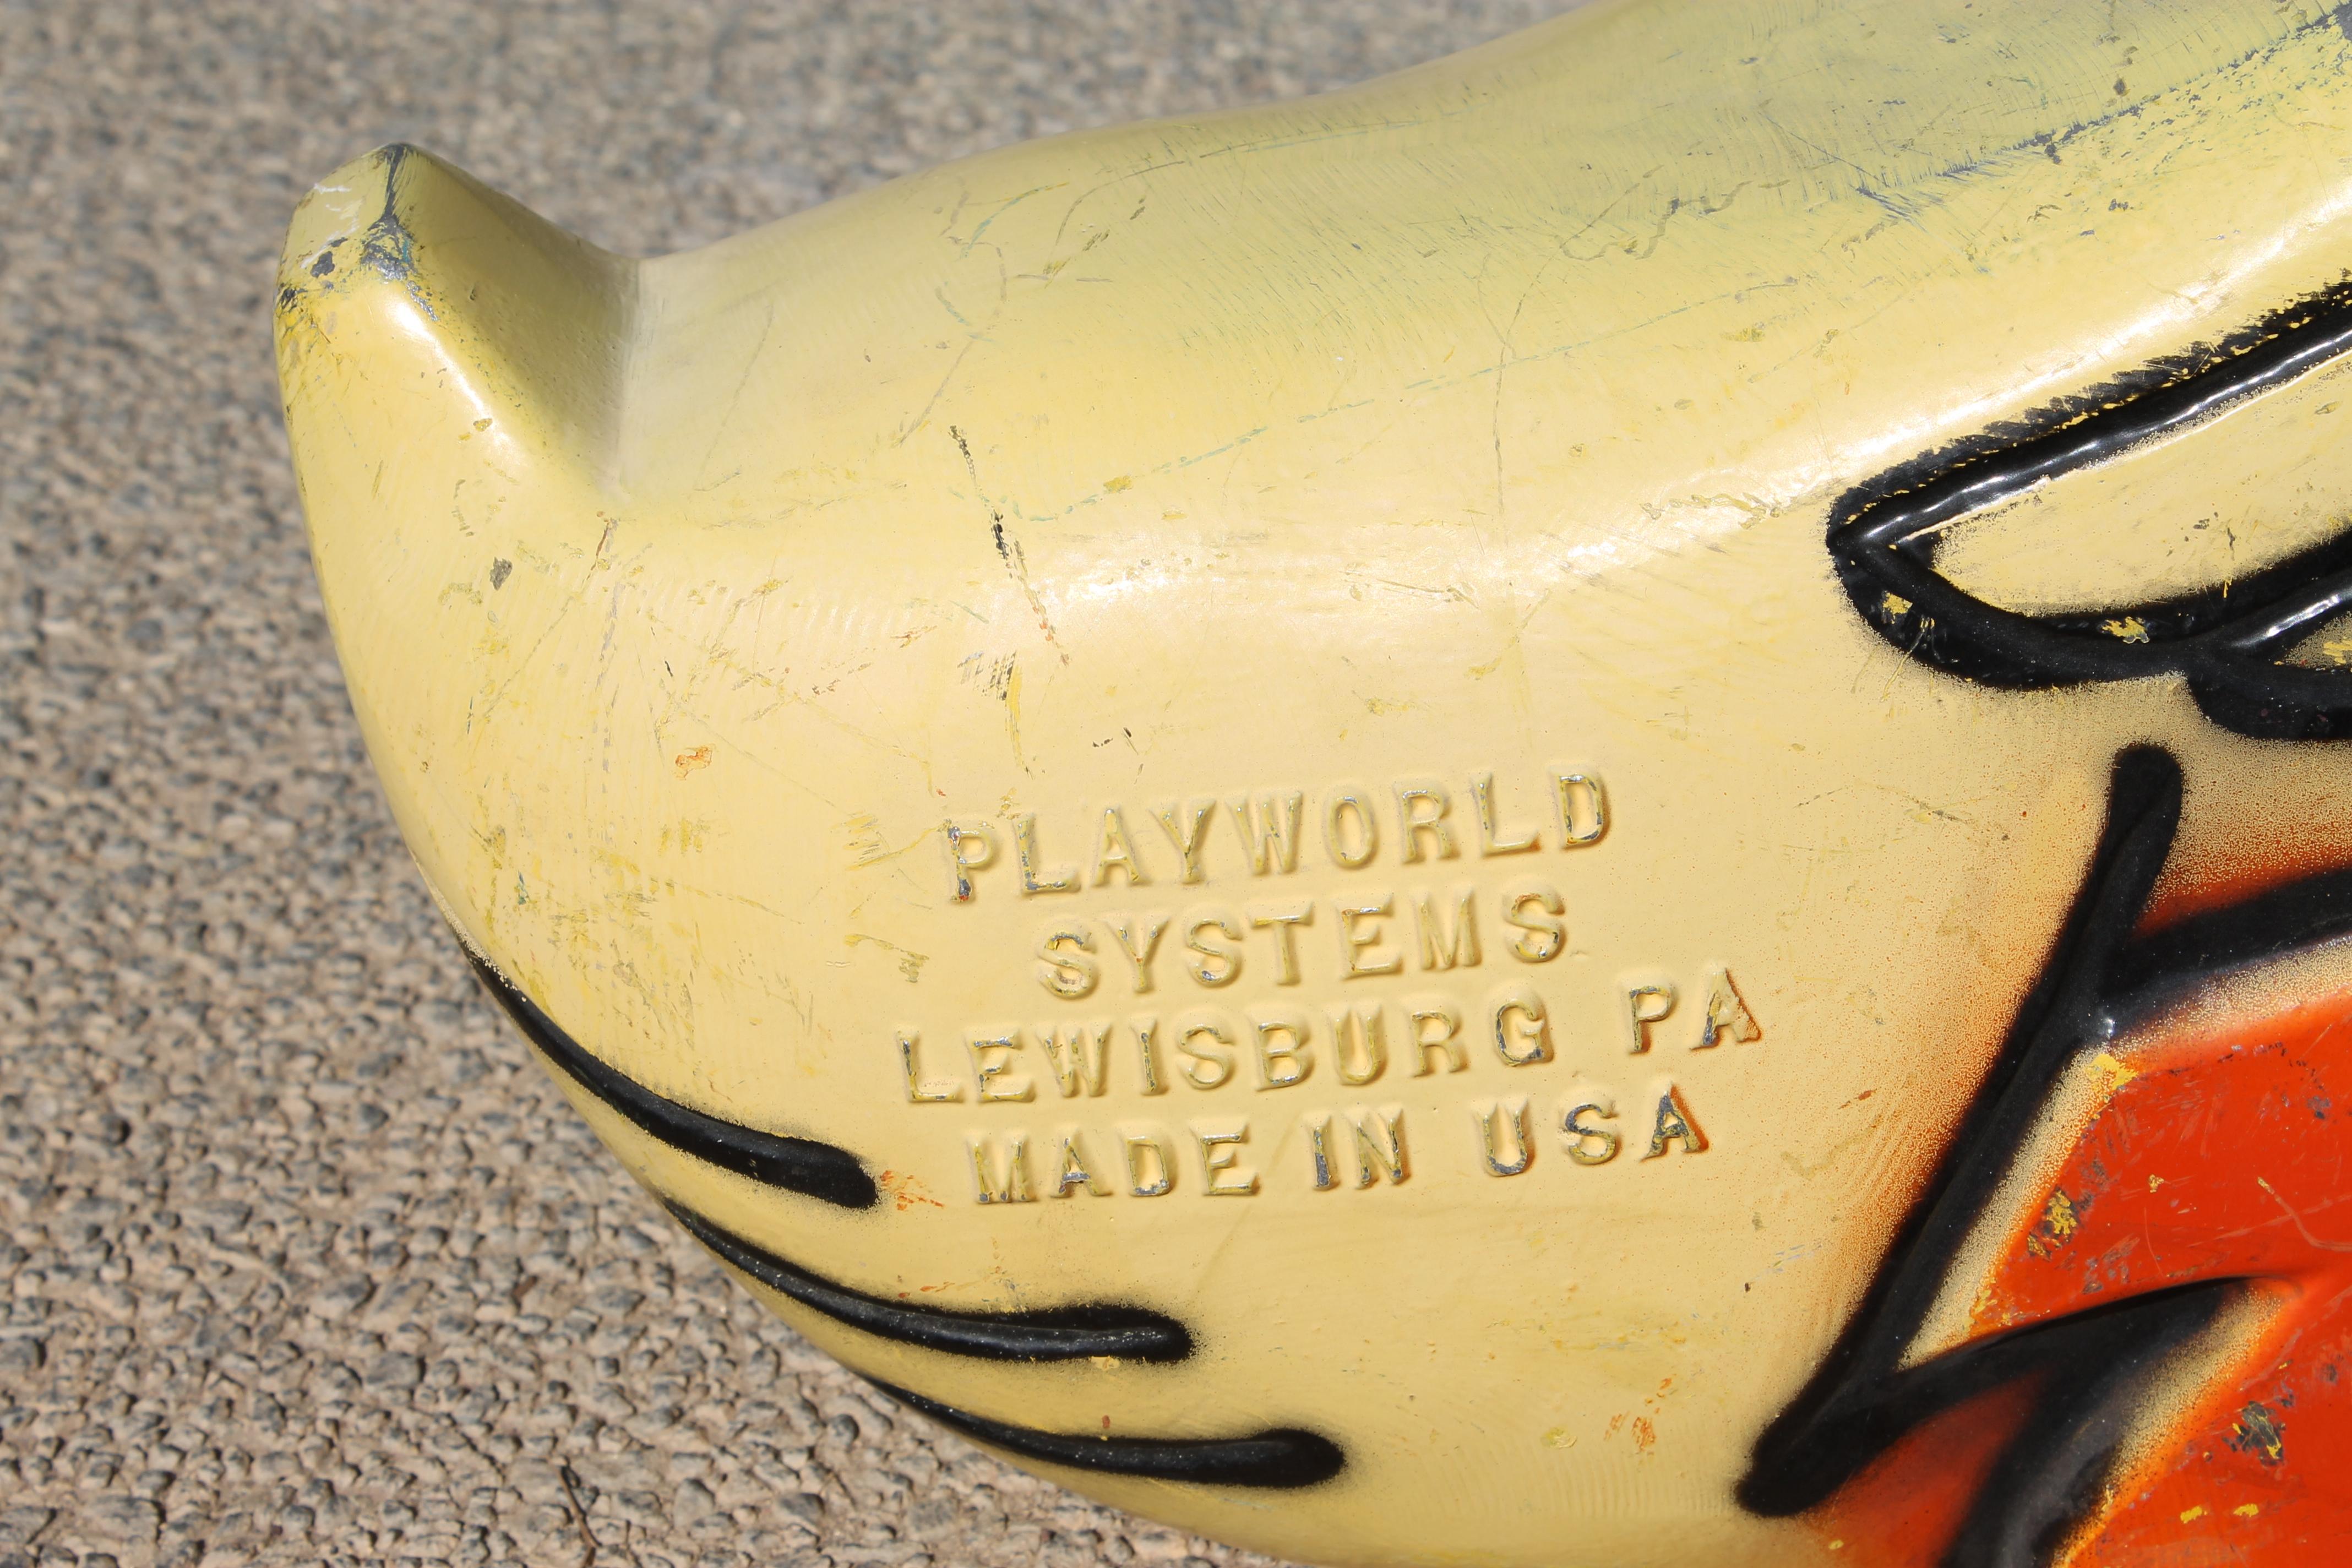 PLAYWORLD
SYSTEMS
LEWISBURG PA
MADE IN USA